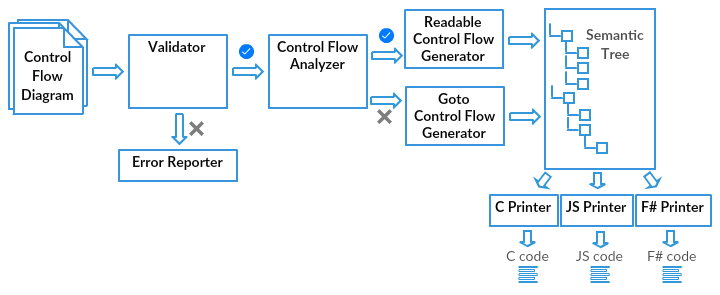 Control
Flow
Diagram
Validator
Error Reporter
Control Flow
Analyzer
Readable
Control Flow
Generator
Goto
Control Flow
Generator
Semantic
Tree
C Printer
JS Printer
F# Printer
C code
JS code
F# code